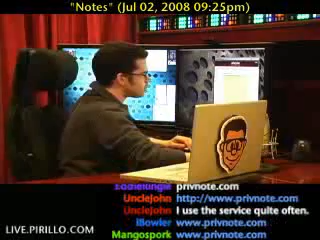 "Notes" (Jul 02, 2008 09:25pm)
privnote.com
UncleJohn http://www.privnote.com
UncleJohn I use the service quite often.
iBowler www.privnote.com
Mangospork www.privnote.com
LIVE.PIRILLO.COM